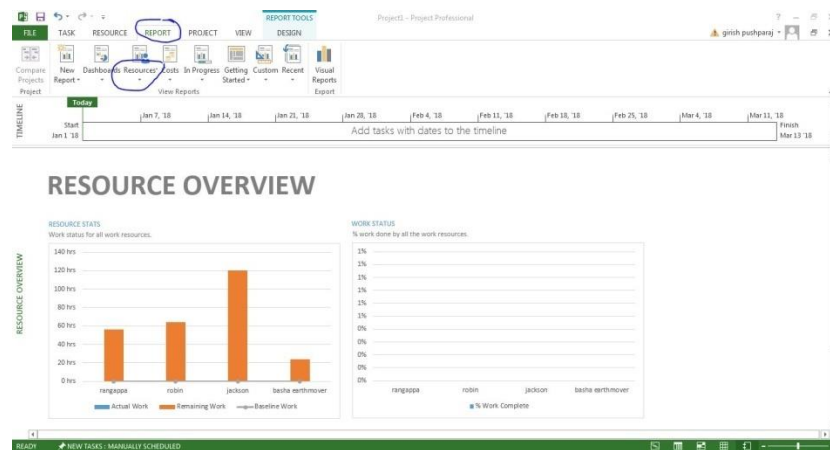 REPORT TOOLS Project1 - Project Professional
FILE TASK RESOURCE REPORT PROJECT VIEW DESIGN girish pushparaj
Compare Projects New Report Dashboards Resources Costs In Progress Getting Started Custom Recent Visual Reports
Project View Reports Export
Today
TIMELINE
Jan 7, '18 Jan 14, '18 Jan 21, '18 Jan 28, '18 Feb 4, '18 Feb 11, '18 Feb 18, '18 Feb 25, '18 Mar 4, '18 Mar 11, '18
Start
Jan 1 '18
Add tasks with dates to the timeline
Finish
Mar 13 '18
RESOURCE OVERVIEW
RESOURCE OVERVIEW
RESOURCE STATS
Work status for all work resources.
140 hrs
120 hrs
100 hrs
80 hrs
60 hrs
40 hrs
20 hrs
0 hrs
rangappa robin jackson basha earthmover
Actual Work Remaining Work Baseline Work
WORK STATUS
% work done by all the work resources.
1%
1%
1%
1%
1%
1%
0%
0%
0%
0%
0%
rangappa robin jackson basha earthmover
% Work Complete
READY NEW TASKS : MANUALLY SCHEDULED